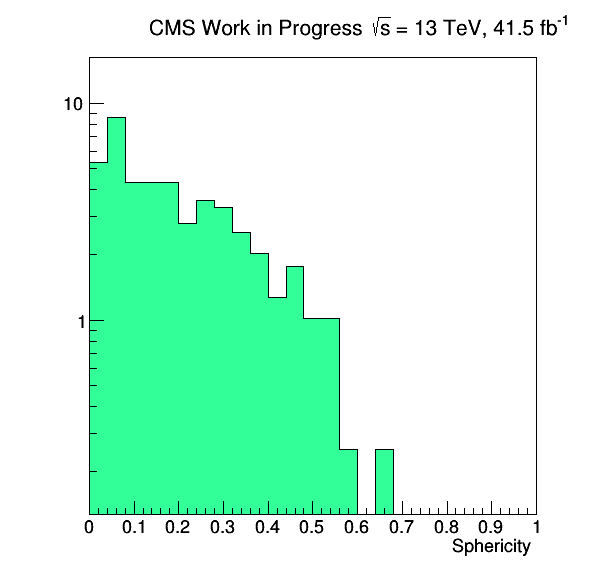 CMS Work in Progress √s = 13 TeV, 41.5 fb⁻¹
10
1
0 0.1 0.2 0.3 0.4 0.5 0.6 0.7 0.8 0.9 1
Sphericity